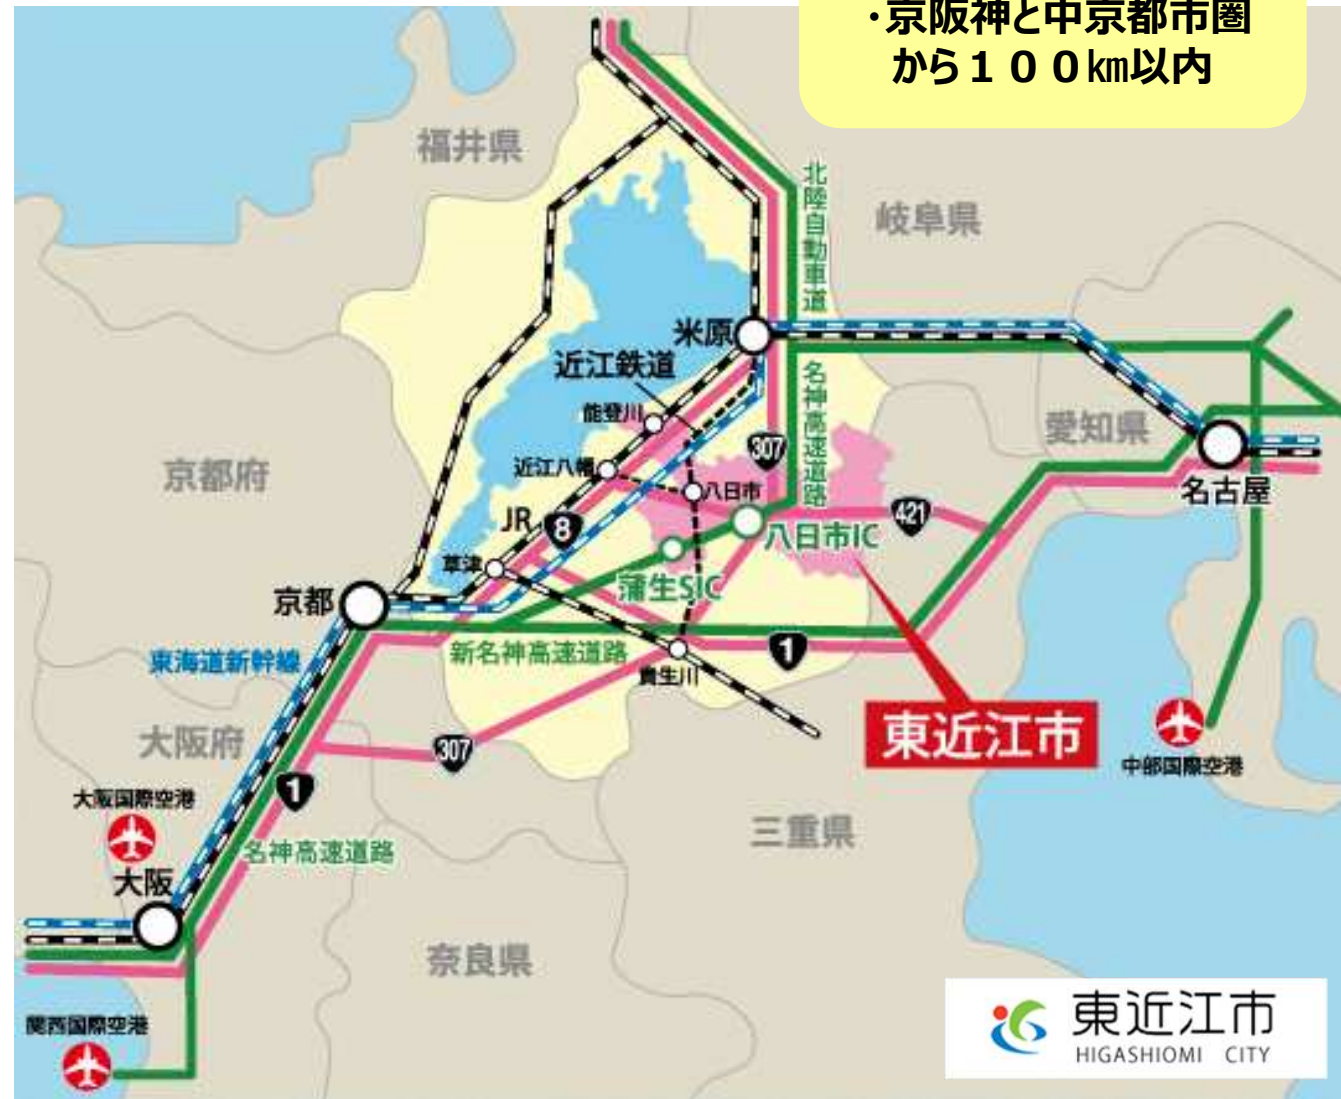 ・京阪神と中京都市圏
から１００㎞以内
福井県
北陸自動車道
岐阜県
米原
近江鉄道
名神高速道路
能登川
愛知県
307
近江八幡
京都府
八日市
名古屋
JR
8
421
八日市IC
草津
蒲生SIC
京都
新名神高速道路
1
東海道新幹線
貴生川
東近江市
大阪府
307
中部国際空港
1
大阪国際空港
三重県
名神高速道路
大阪
奈良県
関西国際空港
東近江市
HIGASHIOMI CITY